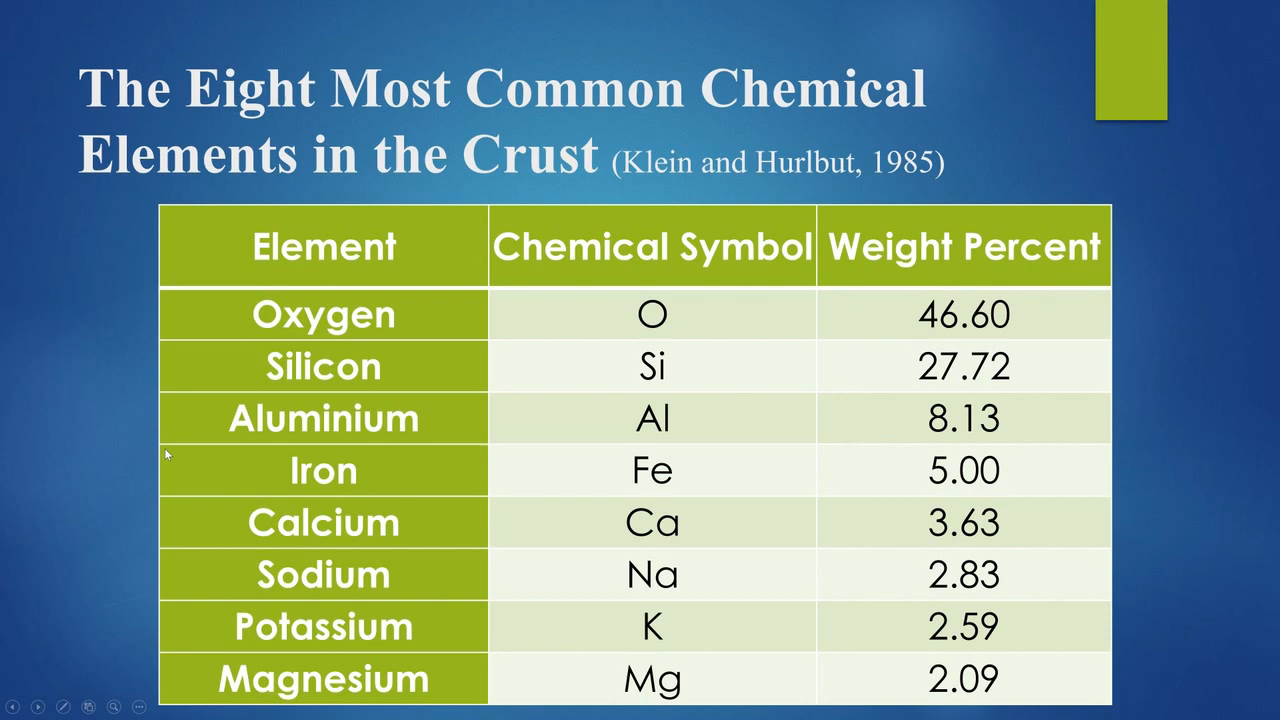 The Eight Most Common Chemical
Elements in the Crust (Klein and Hurlbut, 1985)
Element Chemical Symbol Weight Percent
Oxygen O 46.60
Silicon Si 27.72
Aluminium Al 8.13
Iron Fe 5.00
Calcium Ca 3.63
Sodium Na 2.83
Potassium K 2.59
Magnesium Mg 2.09